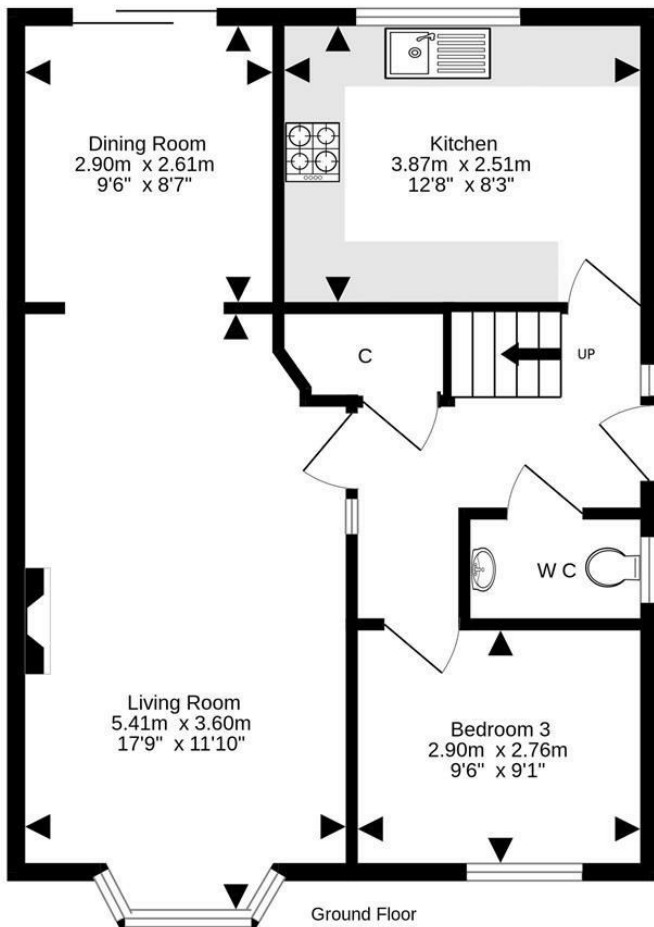 Dining Room
2.90m x 2.61m
9'6" x 8'7"
Kitchen
3.87m x 2.51m
12'8" x 8'3"
C
UP
W C
Living Room
5.41m x 3.60m
17'9" x 11'10"
Bedroom 3
2.90m x 2.76m
9'6" x 9'1"
Ground Floor